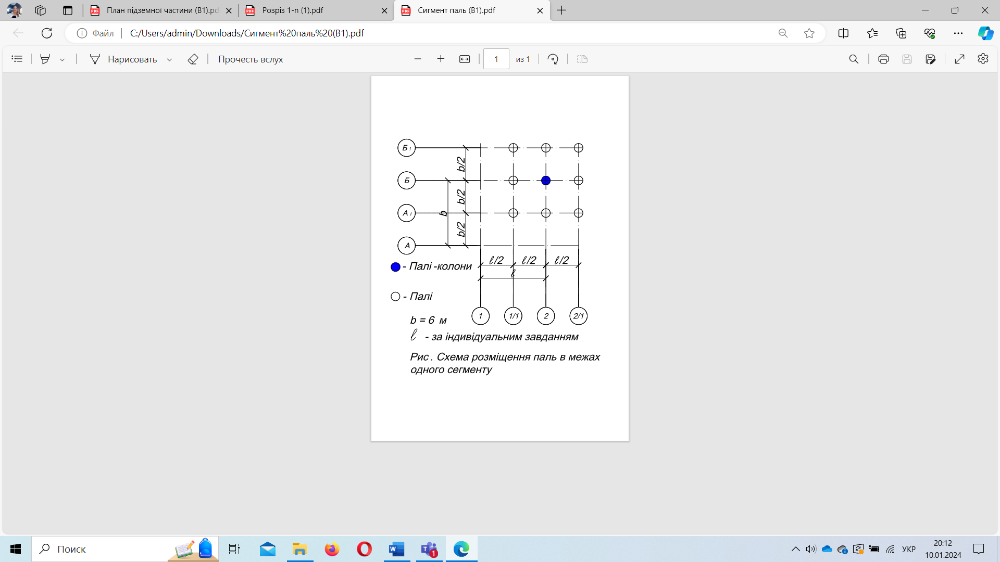 План підземної частини (В1).pd
Розріз 1-n (1).pdf
Сигмент паль (В1).pdf
Файл
C:/Users/admin/Downloads/Сигмент%20паль%20(В1).pdf
Нарисовать
Прочесть вслух
1
из 1
Б 1
b/2
Б
b/2
А 1
b
b/2
А
ℓ/2 ℓ/2 ℓ/2
- Палі -колони
ℓ
- Палі
1 1/1 2 2/1
b = 6 м
ℓ - за індивідуальним завданням
Рис . Схема розміщення паль в межах
одного сегменту
Поиск
1
УКР
20:12
10.01.2024